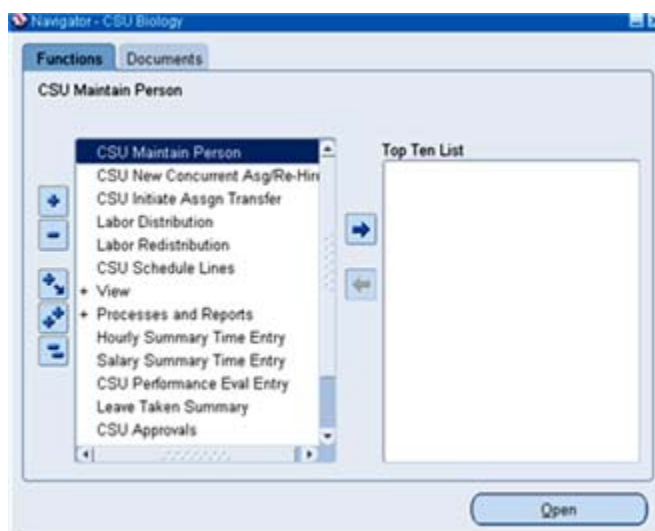 Navigator - CSU Biology
Functions Documents
CSU Maintain Person
Top Ten List
CSU Maintain Person
CSU New Concurrent Asg/Re-Hire
CSU Initiate Assgn Transfer
Labor Distribution
Labor Redistribution
CSU Schedule Lines
+ View
+ Processes and Reports
Hourly Summary Time Entry
Salary Summary Time Entry
CSU Performance Eval Entry
Leave Taken Summary
CSU Approvals
Open